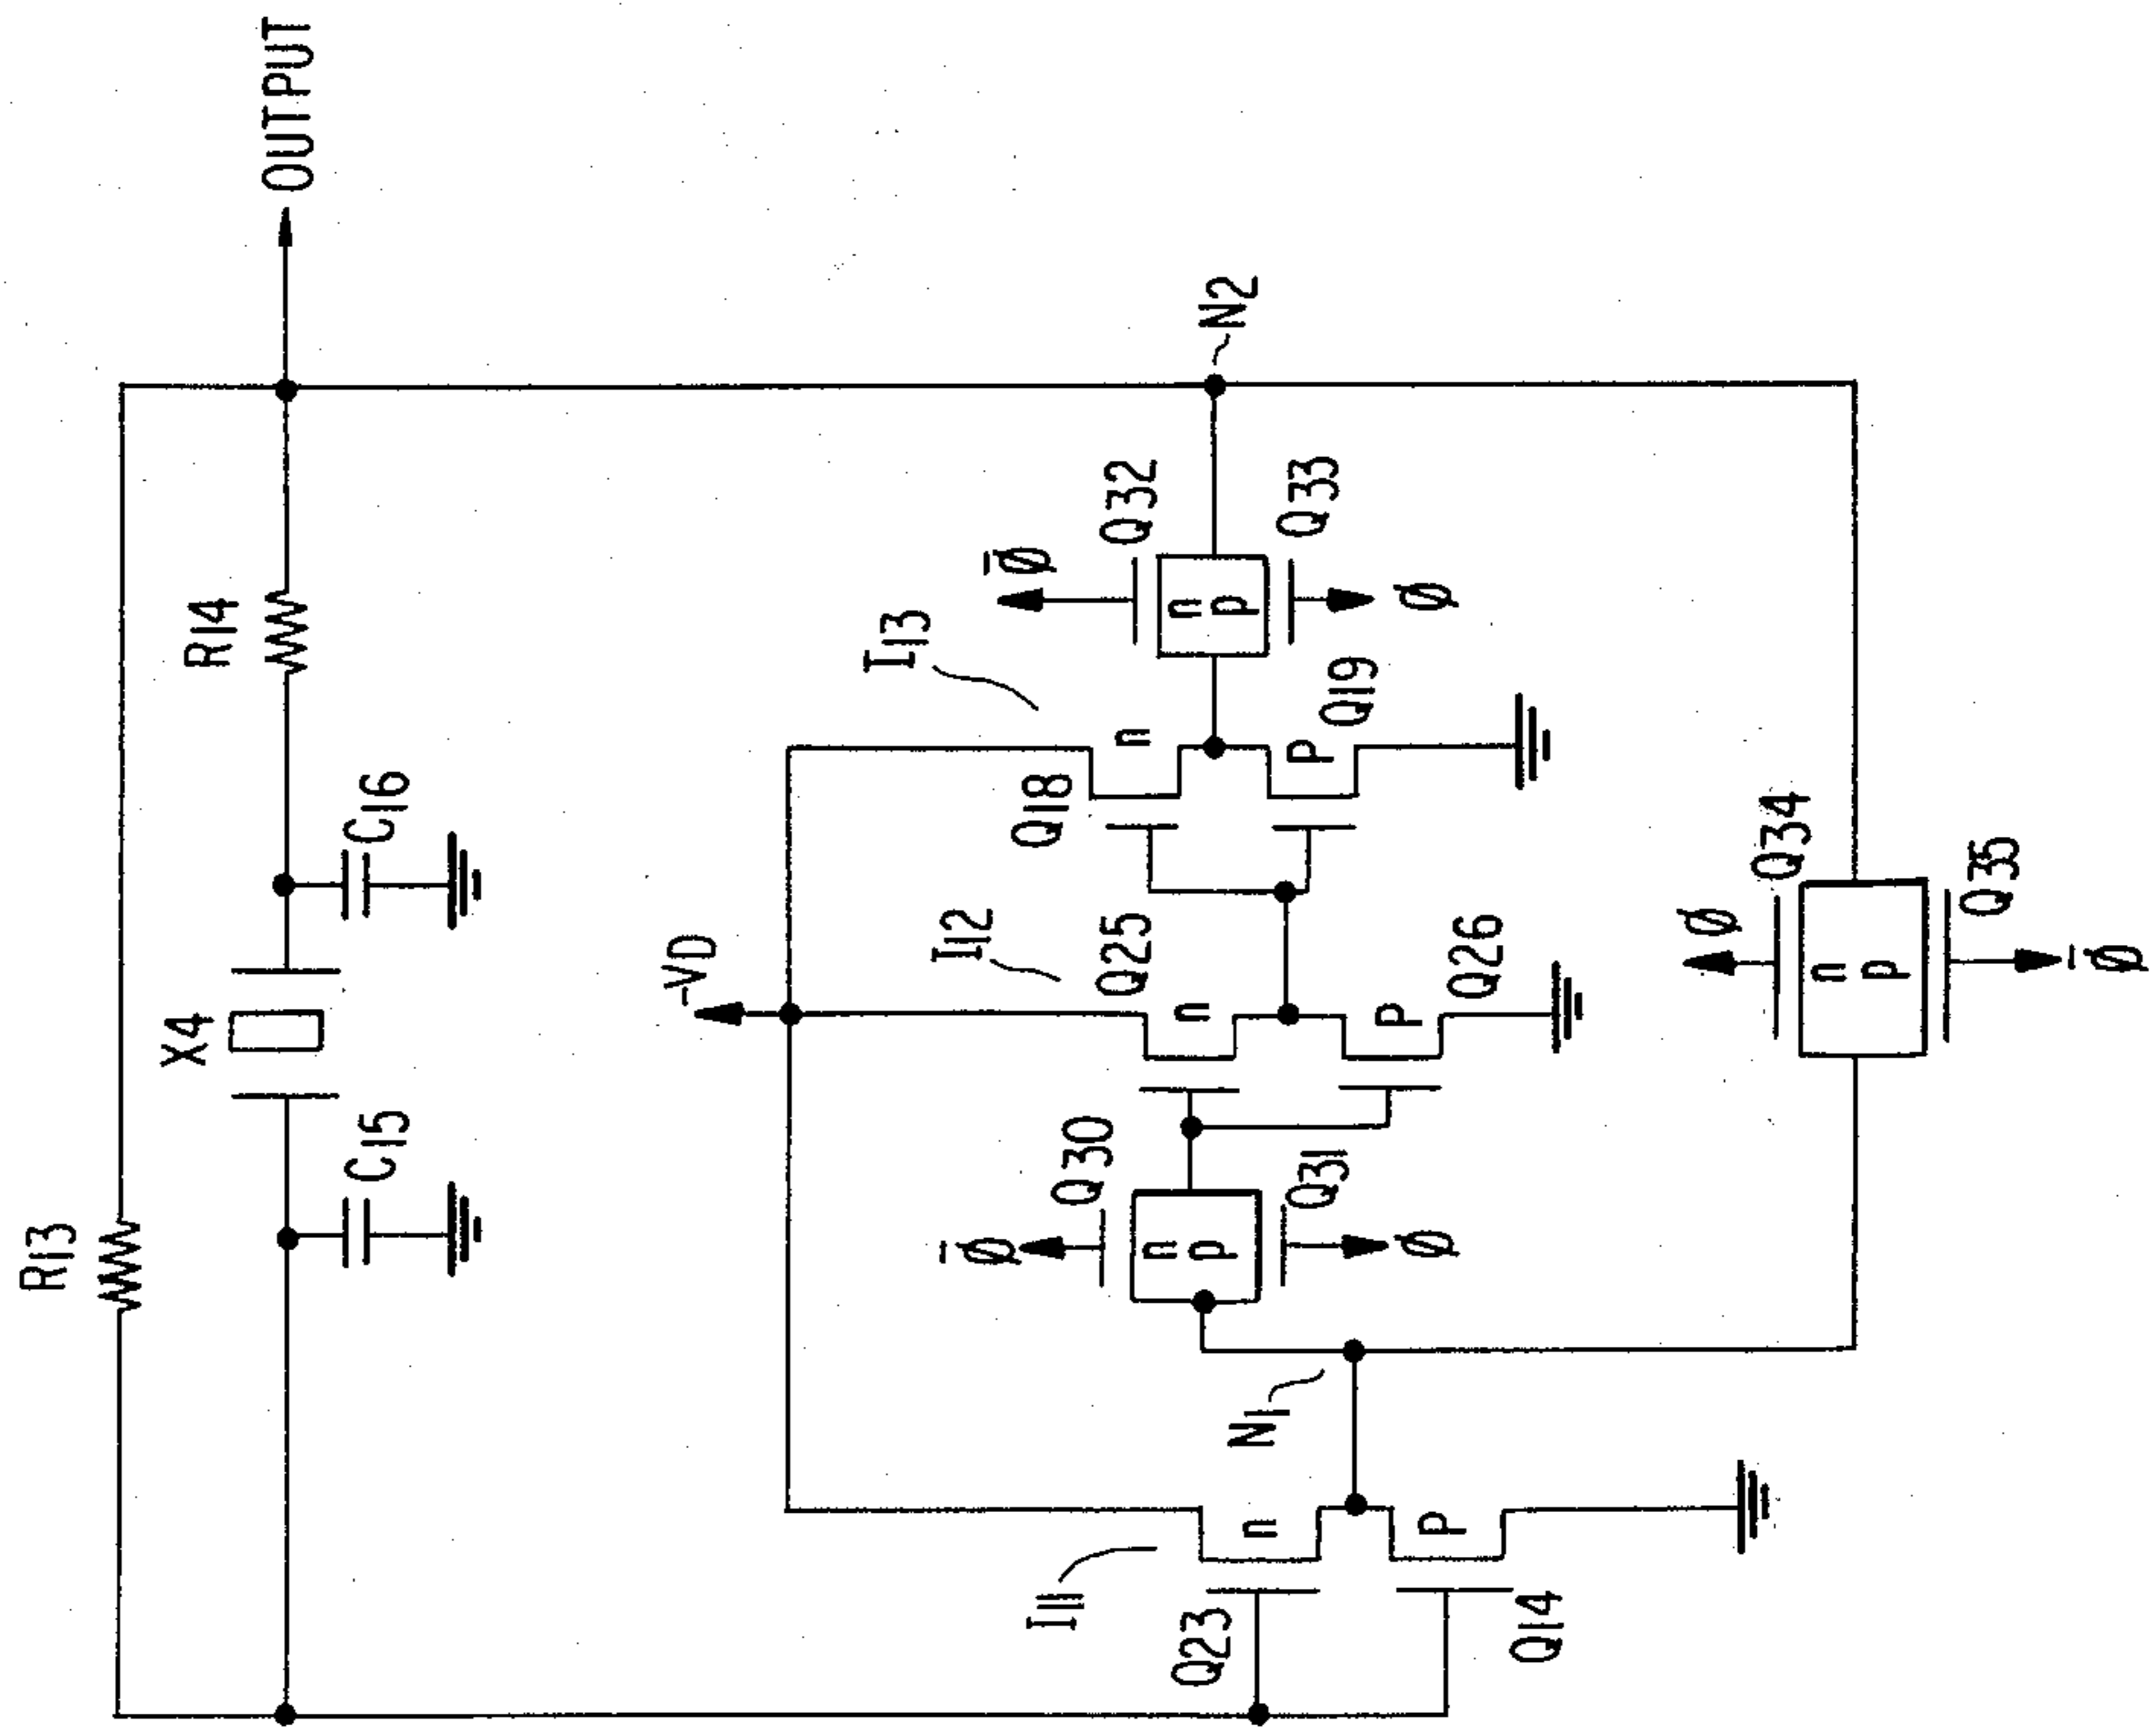 R13
X4
R14
OUTPUT
C15
C16
-VD
I11
I12
I13
Q23
n
p
Q14
N1
φ̅
Q30
n
p
Q31
φ
Q25
n
p
Q26
Q18
n
p
Q19
φ̅
Q32
n
p
Q33
φ
N2
φ
Q34
n
p
Q35
φ̅